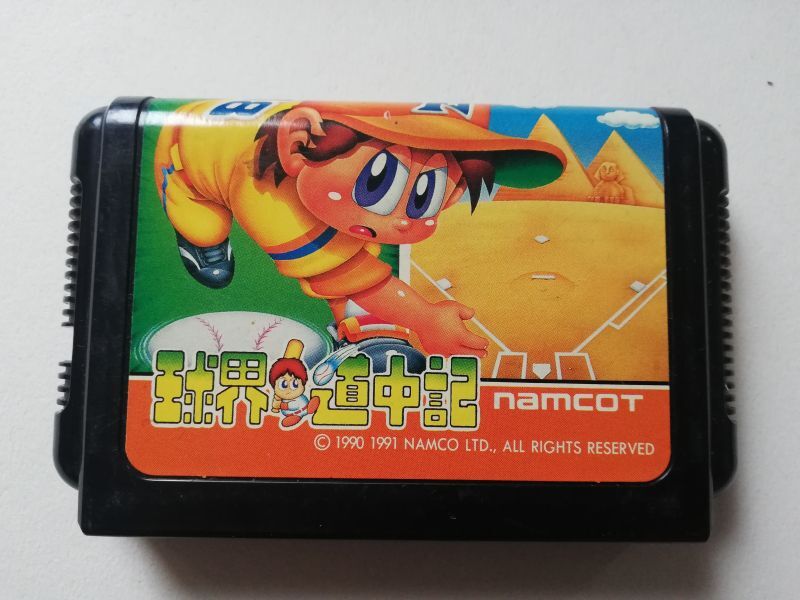 球界道中記
namcoT
© 1990 1991 NAMCO LTD., ALL RIGHTS RESERVED